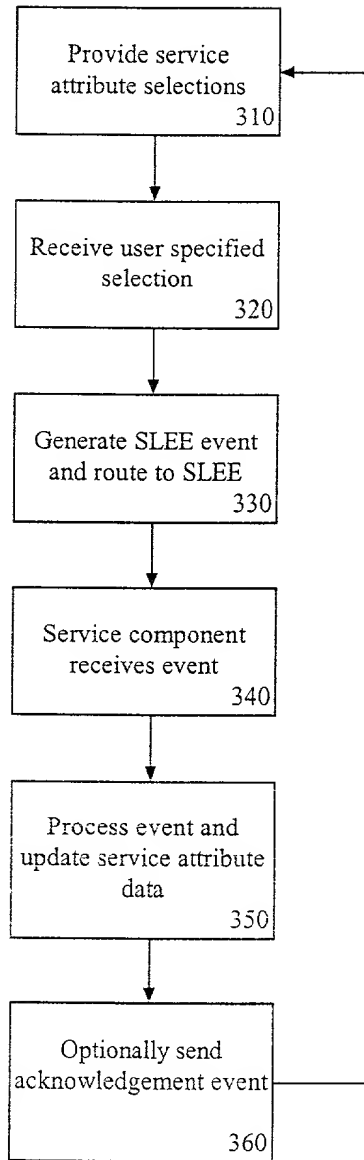 Provide service
attribute selections
310
Receive user specified
selection
320
Generate SLEE event
and route to SLEE
330
Service component
receives event
340
Process event and
update service attribute
data
350
Optionally send
acknowledgement event
360